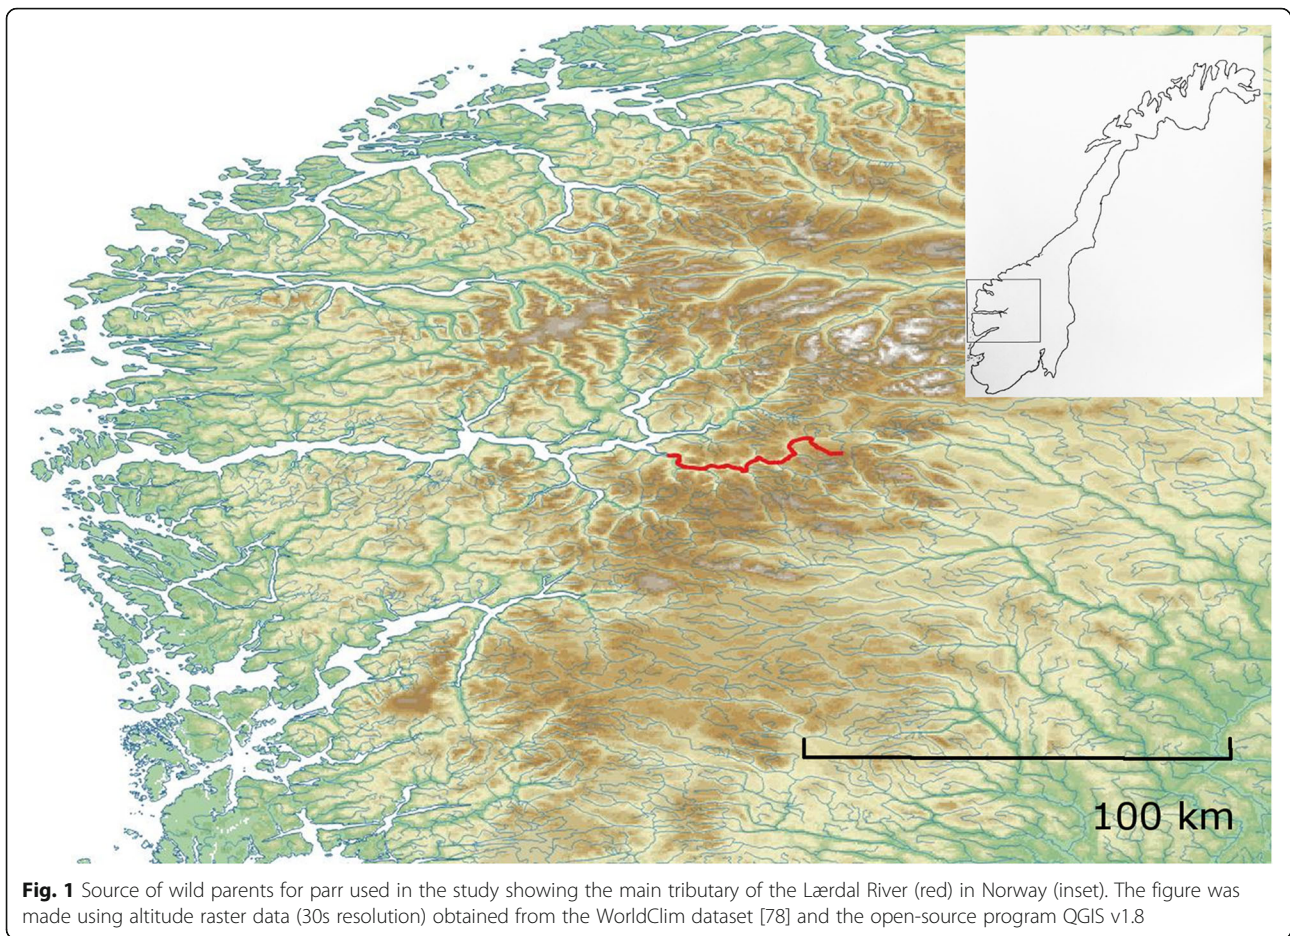 100 km
Fig. 1 Source of wild parents for parr used in the study showing the main tributary of the Lærdal River (red) in Norway (inset). The figure was
made using altitude raster data (30s resolution) obtained from the WorldClim dataset [78] and the open-source program QGIS v1.8